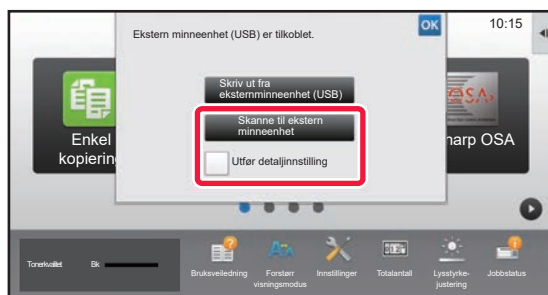 Ekstern minneenhet (USB) er tilkoblet.
OK
10:15
Skriv ut fra
eksternminneenhet (USB)
Skanne til ekstern
minneenhet
Utfør detaljinnstilling
Enkel
kopiering
OSA
harp OSA
Tonerkvalitet
Bk
Bruksveiledning
Forstørr
visningsmodus
Innstillinger
Totalantall
Lysstyrke-
justering
Jobbstatus